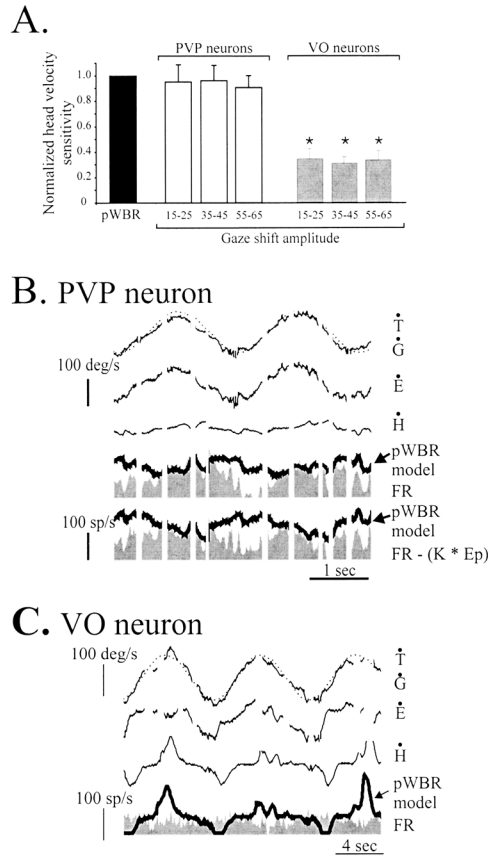 A.
PVP neurons
VO neurons
Normalized head velocity
sensitivity
1.0
0.8
0.6
0.4
0.2
0
* * *
pWBR
15-25 35-45 55-65 15-25 35-45 55-65
Gaze shift amplitude
B. PVP neuron
Ṫ
Ġ
100 deg/s
Ė
Ḣ
pWBR
model
FR
100 sp/s
pWBR
model
FR - (K * Ep)
1 sec
C. VO neuron
100 deg/s
Ṫ
Ġ
Ė
Ḣ
pWBR
model
100 sp/s
FR
4 sec